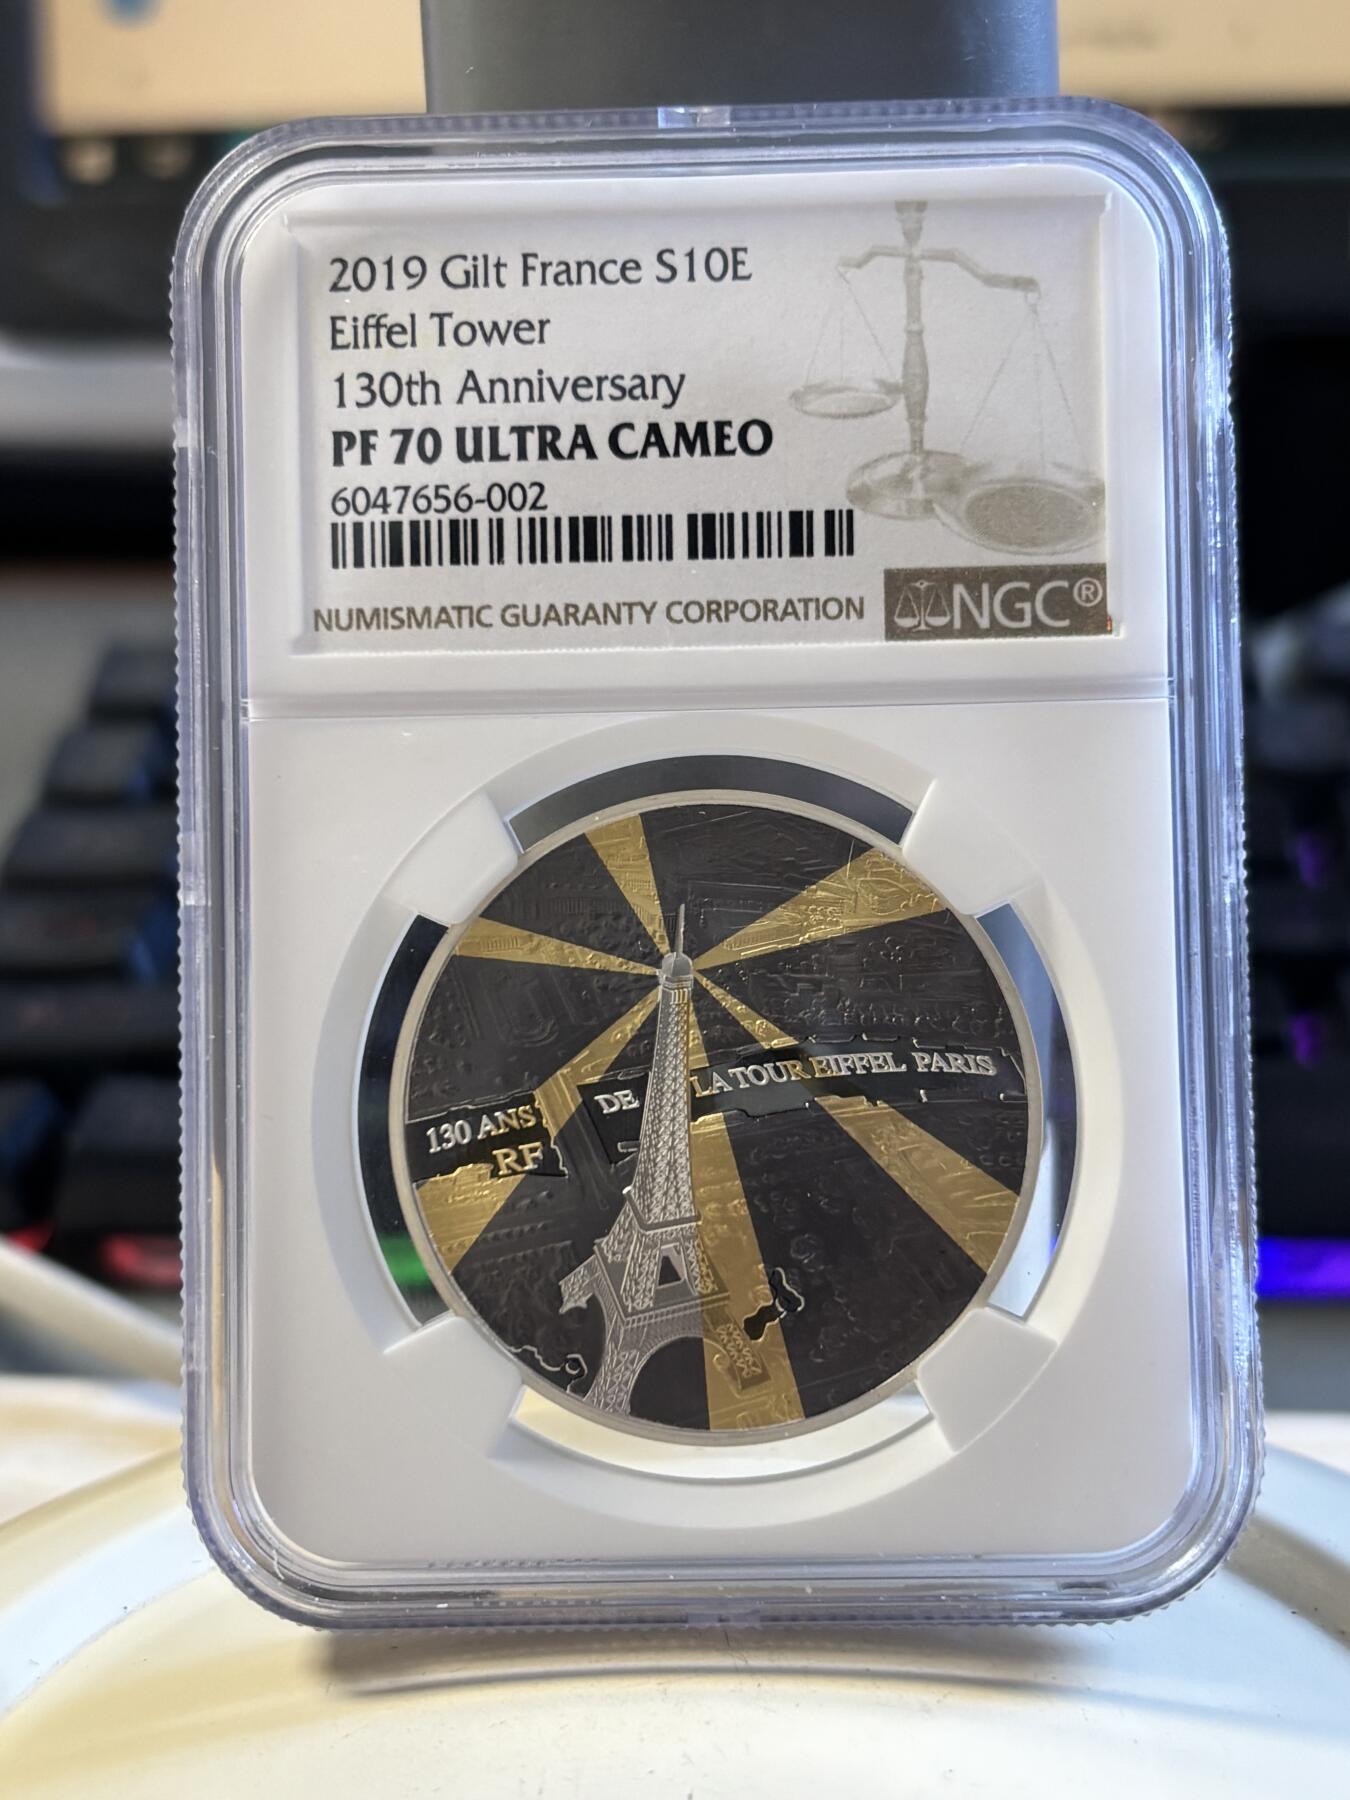 2019 Gilt France S10E
Eiffel Tower
130th Anniversary
PF 70 ULTRA CAMEO
6047656-002
NUMISMATIC GUARANTY CORPORATION
NGC®
130 ANS DE LA TOUR EIFFEL PARIS
RF